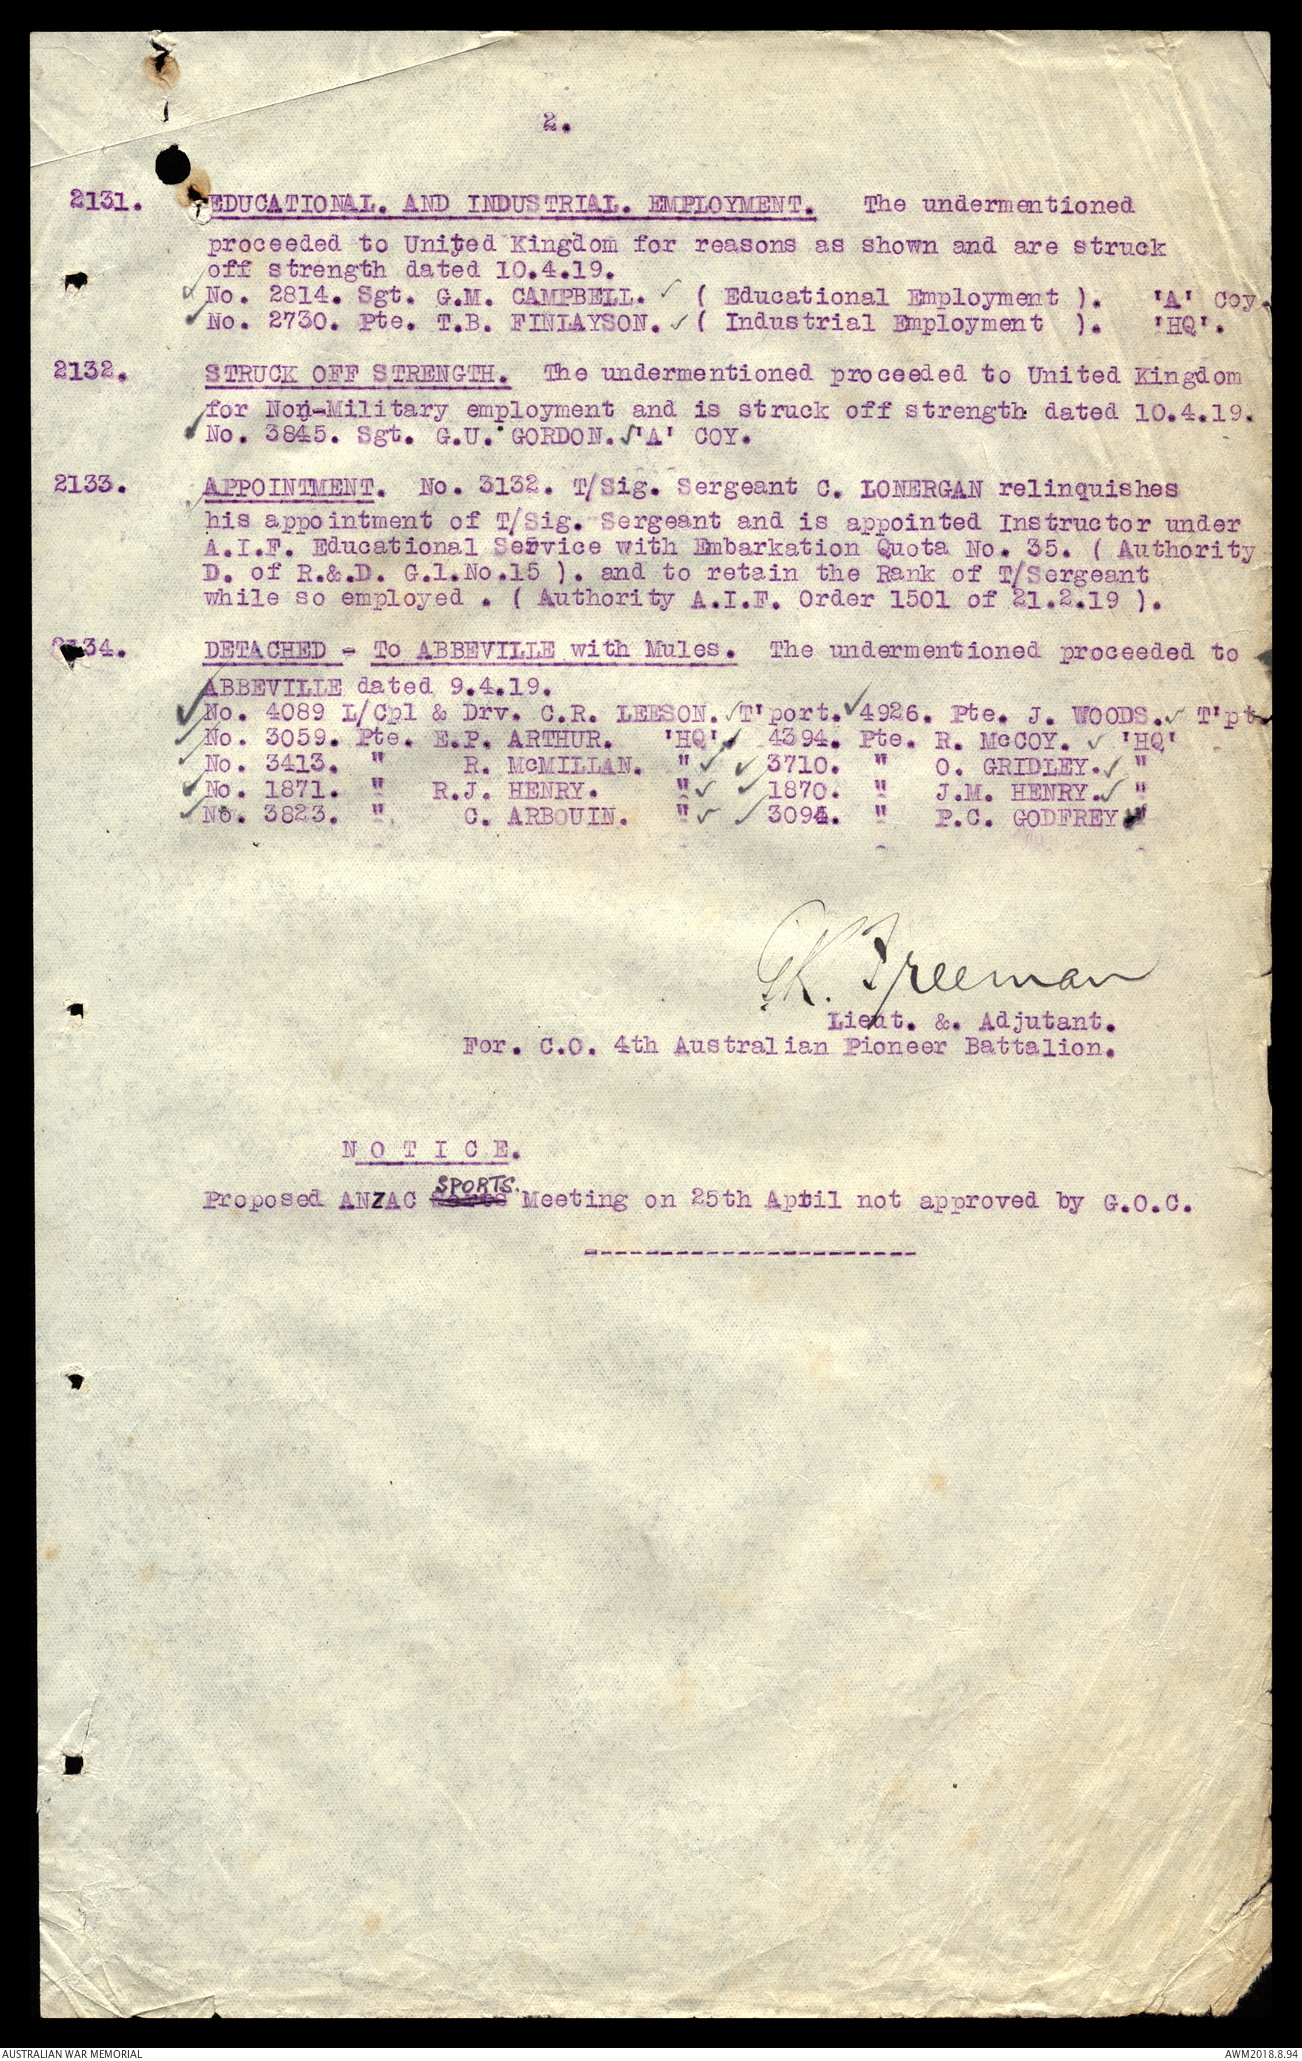 2.
2131. EDUCATIONAL. AND INDUSTRIAL. EMPLOYMENT. The undermentioned
proceeded to United Kingdom for reasons as shown and are struck
off strength dated 10.4.19.
✓ No. 2814. Sgt. G.M. CAMPBELL. ✓ ( Educational Employment ). 'A' Coy.
✓ No. 2730. Pte. T.B. FINLAYSON. ✓ ( Industrial Employment ). 'HQ'.
2132. STRUCK OFF STRENGTH. The undermentioned proceeded to United Kingdom
for Non-Military employment and is struck off strength dated 10.4.19.
✓ No. 3845. Sgt. G.U. GORDON. ✓ 'A' COY.
2133. APPOINTMENT. No. 3132. T/Sig. Sergeant C. LONERGAN relinquishes
his appointment of T/Sig. Sergeant and is appointed Instructor under
A.I.F. Educational Service with Embarkation Quota No. 35. ( Authority
D. of R.&.D. G.1.No.15 ). and to retain the Rank of T/Sergeant
while so employed . ( Authority A.I.F. Order 1501 of 21.2.19 ).
2134. DETACHED - To ABBEVILLE with Mules. The undermentioned proceeded to
ABBEVILLE dated 9.4.19.
✓ No. 4089 L/Cpl & Drv. C.R. LEESON. ✓ T'port. ✓ 4926. Pte. J. WOODS. ✓ T'pt.
✓ No. 3059. Pte. E.P. ARTHUR. 'HQ' ✓ 4394. Pte. R. McCOY. ✓ 'HQ'
✓ No. 3413. " R. McMILLAN. " ✓ ✓ 3710. " O. GRIDLEY. ✓ "
✓ No. 1871. " R.J. HENRY. " ✓ ✓ 1870. " J.M. HENRY. ✓ "
✓ No. 3823. " C. ARBOUIN. " ✓ ✓ 3094. " P.C. GODFREY ✓ "
GK. Freeman
Lieut. &. Adjutant.
For. C.O. 4th Australian Pioneer Battalion.
N O T I C E.
SPORTS.
Proposed ANZAC Meeting on 25th April not approved by G.O.C.
----------------------
AUSTRALIAN WAR MEMORIAL
AWM2018.8.94